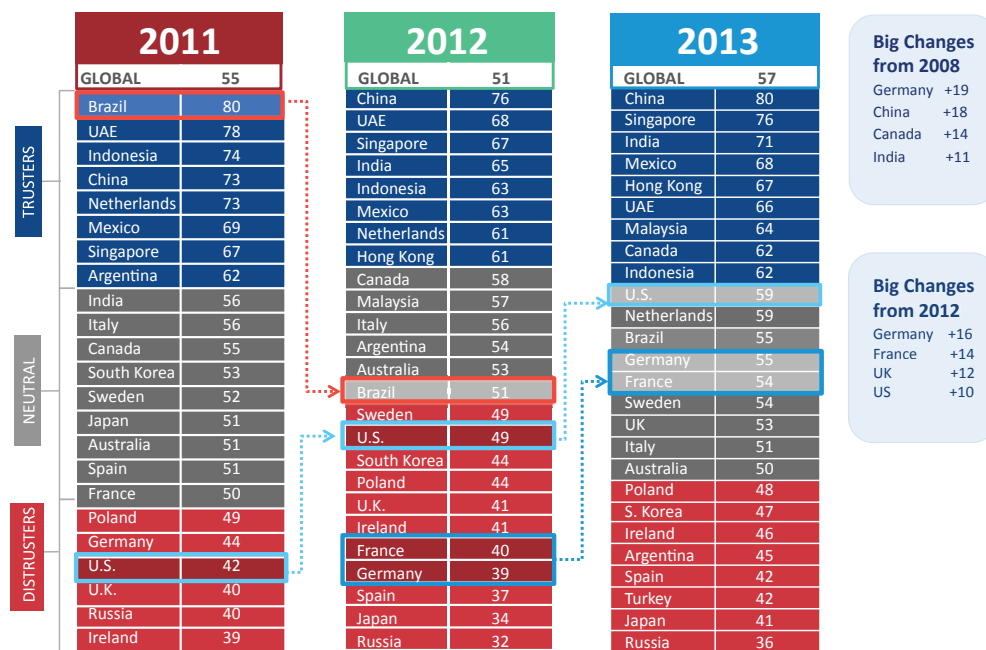 2011
GLOBAL 55
Brazil 80
UAE 78
Indonesia 74
China 73
Netherlands 73
Mexico 69
Singapore 67
Argentina 62
India 56
Italy 56
Canada 55
South Korea 53
Sweden 52
Japan 51
Australia 51
Spain 51
France 50
Poland 49
Germany 44
U.S. 42
U.K. 40
Russia 40
Ireland 39
TRUSTERS
NEUTRAL
DISTRUSTERS
2012
GLOBAL 51
China 76
UAE 68
Singapore 67
India 65
Indonesia 63
Mexico 63
Netherlands 61
Hong Kong 61
Canada 58
Malaysia 57
Italy 56
Argentina 54
Australia 53
Brazil 51
Sweden 49
U.S. 49
South Korea 44
Poland 44
U.K. 41
Ireland 41
France 40
Germany 39
Spain 37
Japan 34
Russia 32
2013
GLOBAL 57
China 80
Singapore 76
India 71
Mexico 68
Hong Kong 67
UAE 66
Malaysia 64
Canada 62
Indonesia 62
U.S. 59
Netherlands 59
Brazil 55
Germany 55
France 54
Sweden 54
UK 53
Italy 51
Australia 50
Poland 48
S. Korea 47
Ireland 46
Argentina 45
Spain 42
Turkey 42
Japan 41
Russia 36
Big Changes
from 2008
Germany +19
China +18
Canada +14
India +11
Big Changes
from 2012
Germany +16
France +14
UK +12
US +10